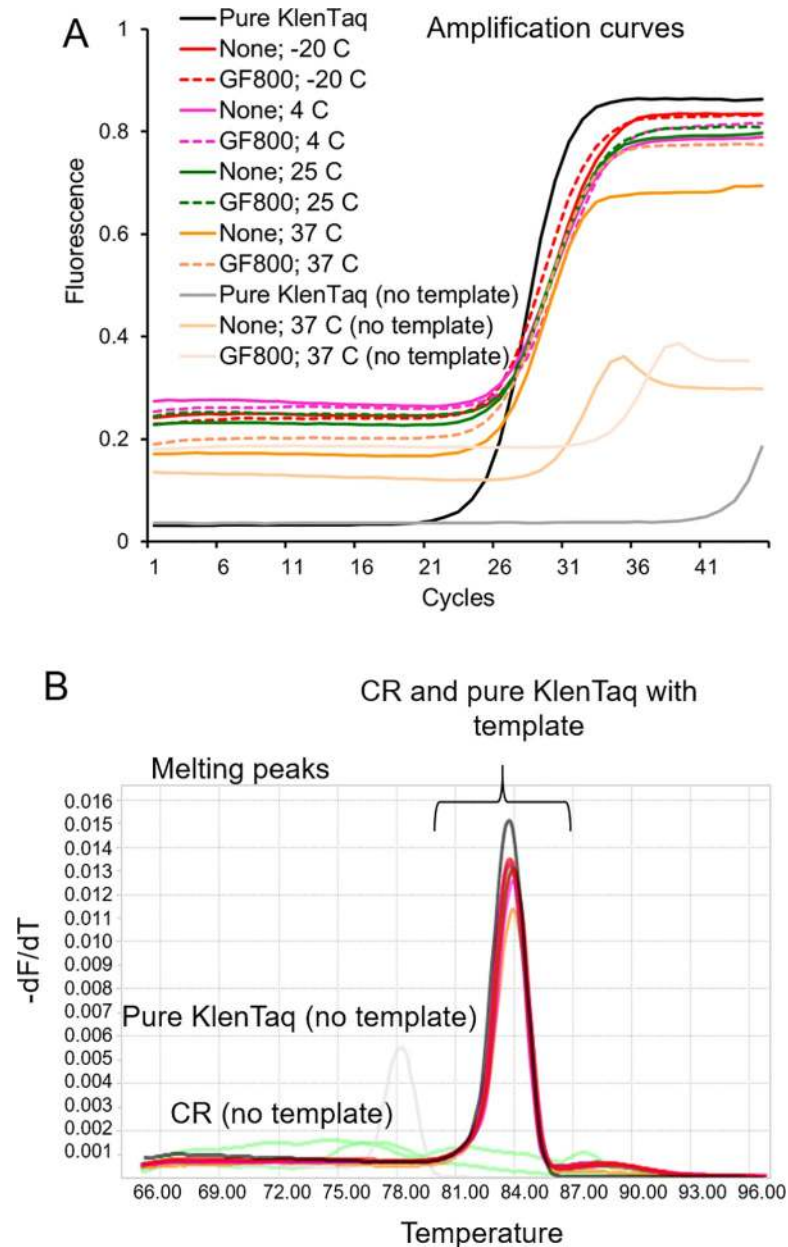 A
Amplification curves
Pure KlenTaq
None; -20 C
GF800; -20 C
None; 4 C
GF800; 4 C
None; 25 C
GF800; 25 C
None; 37 C
GF800; 37 C
Pure KlenTaq (no template)
None; 37 C (no template)
GF800; 37 C (no template)
Fluorescence
1
0.8
0.6
0.4
0.2
0
1 6 11 16 21 26 31 36 41
Cycles
B
CR and pure KlenTaq with
template
Melting peaks
0.016
0.015
0.014
0.013
0.012
0.011
0.010
0.009
0.008
0.007
0.006
0.005
0.004
0.003
0.002
0.001
-dF/dT
Pure KlenTaq (no template)
CR (no template)
66.00 69.00 72.00 75.00 78.00 81.00 84.00 87.00 90.00 93.00 96.00
Temperature